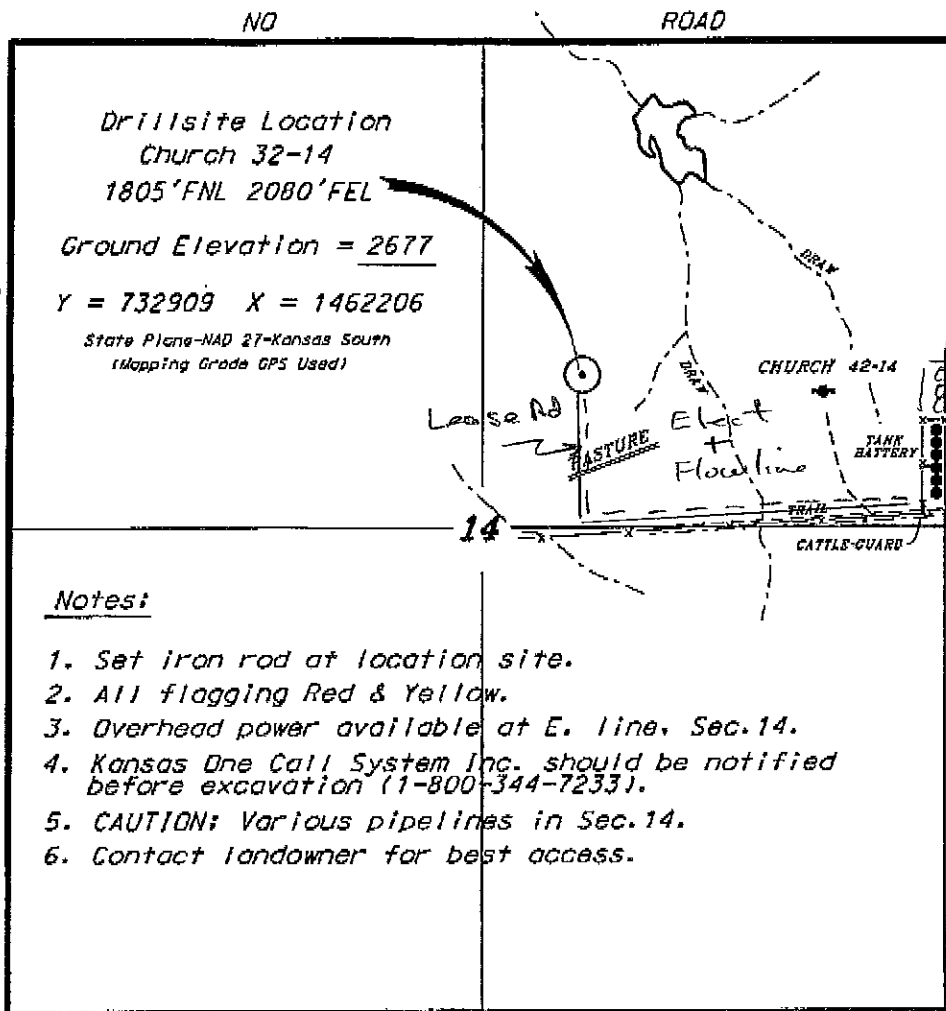 NO ROAD
Drillsite Location
Church 32-14
1805'FNL 2080'FEL
Ground Elevation = 2677
Y = 732909 X = 1462206
State Plane-NAD 27-Kansas South
(Mapping Grade GPS Used)
DRAW
DRAW
CHURCH 42-14
Lease Rd
PASTURE
Elect
+
Flowline
TANK
BATTERY
TRAIL
14
CATTLE-GUARD
Notes:
1. Set iron rod at location site.
2. All flagging Red & Yellow.
3. Overhead power available at E. line, Sec.14.
4. Kansas One Call System Inc. should be notified
before excavation (1-800-344-7233).
5. CAUTION: Various pipelines in Sec.14.
6. Contact landowner for best access.